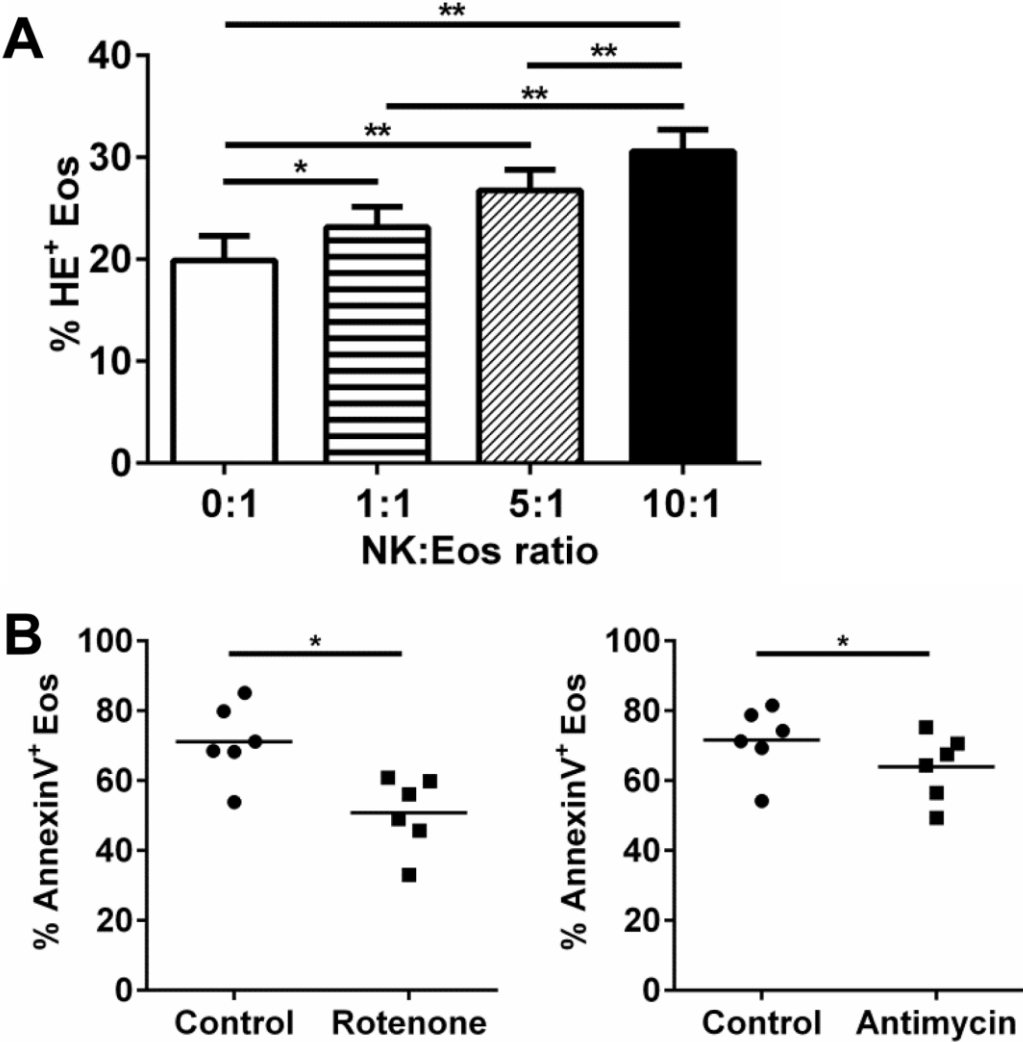 A
**
**
**
**
*
% HE+ Eos
40
30
20
10
0
0:1 1:1 5:1 10:1
NK:Eos ratio
B
*
% AnnexinV+ Eos
100
80
60
40
20
0
Control Rotenone
*
% AnnexinV+ Eos
100
80
60
40
20
0
Control Antimycin